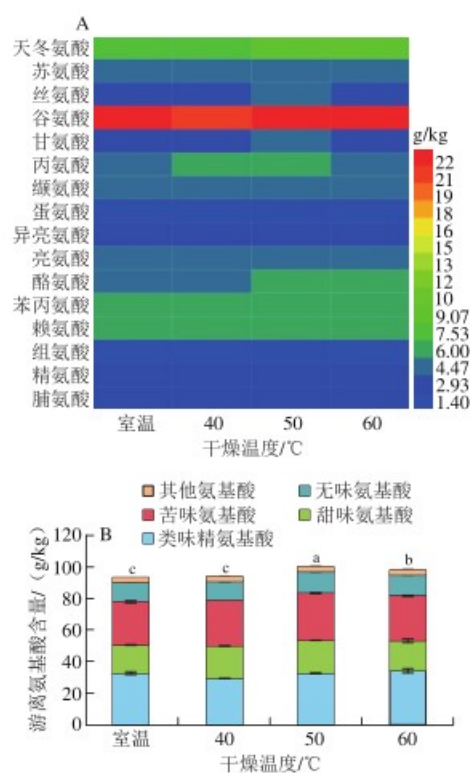 A
天冬氨酸
苏氨酸
丝氨酸
谷氨酸
甘氨酸
丙氨酸
缬氨酸
蛋氨酸
异亮氨酸
亮氨酸
酪氨酸
苯丙氨酸
赖氨酸
组氨酸
精氨酸
脯氨酸
室温 40 50 60
干燥温度/℃
g/kg
22
21
19
18
16
15
13
12
10
9.07
7.53
6.00
4.47
2.93
1.40
其他氨基酸 无味氨基酸
苦味氨基酸 甜味氨基酸
类味精氨基酸
B
游离氨基酸含量/（g/kg）
120
100
80
60
40
20
0
c c a b
室温 40 50 60
干燥温度/℃